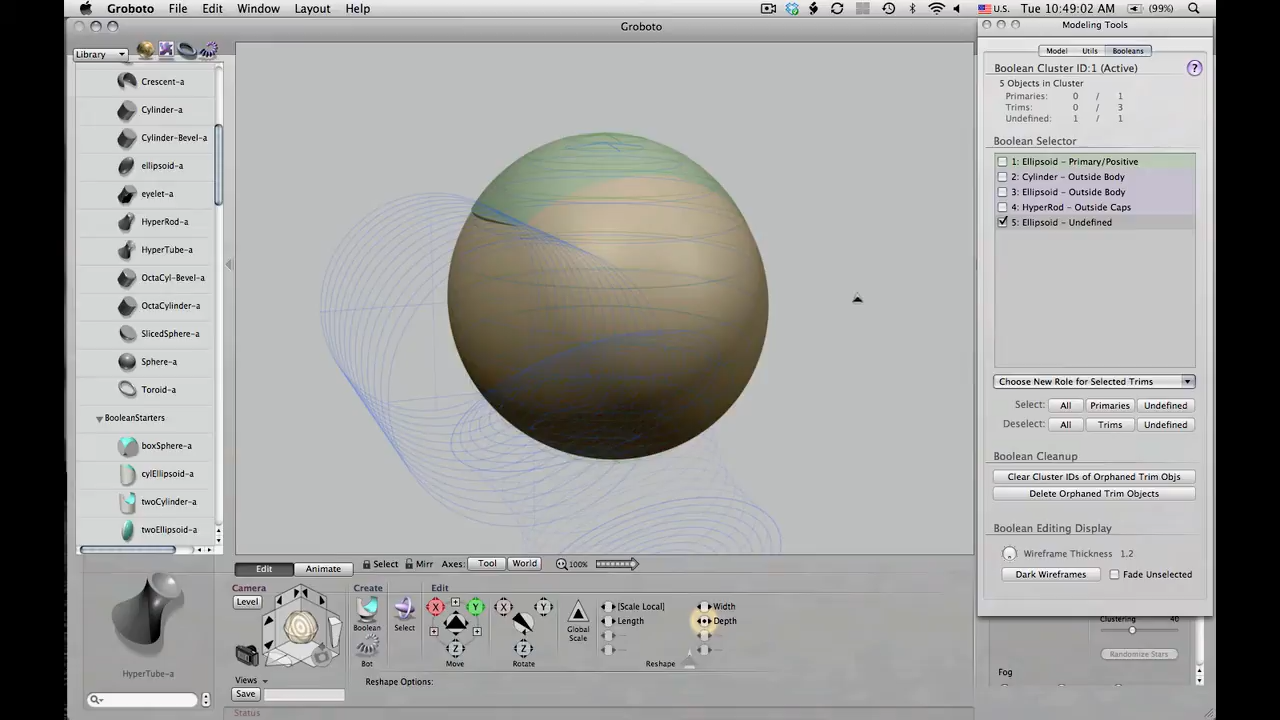 Groboto File Edit Window Layout Help U.S. Tue 10:49:02 AM (99%)
Groboto
Modeling Tools
Library
Model Utils Booleans
Crescent-a
Cylinder-a
Cylinder-Bevel-a
ellipsoid-a
eyelet-a
HyperRod-a
HyperTube-a
OctaCyl-Bevel-a
OctaCylinder-a
SlicedSphere-a
Sphere-a
Toroid-a
BooleanStarters
boxSphere-a
cylEllipsoid-a
twoCylinder-a
twoEllipsoid-a
HyperTube-a
Boolean Cluster ID:1 (Active) ?
5 Objects in Cluster
Primaries: 0 / 1
Trims: 0 / 3
Undefined: 1 / 1
Boolean Selector
1: Ellipsoid - Primary/Positive
2: Cylinder - Outside Body
3: Ellipsoid - Outside Body
4: HyperRod - Outside Caps
5: Ellipsoid - Undefined
Choose New Role for Selected Trims
Select: All Primaries Undefined
Deselect: All Trims Undefined
Boolean Cleanup
Clear Cluster IDs of Orphaned Trim Objs
Delete Orphaned Trim Objects
Boolean Editing Display
Wireframe Thickness 1.2
Dark Wireframes Fade Unselected
Clustering 40
Randomize Stars
Fog
Edit Animate Select Mirr Axes: Tool World 100%
Camera Create Edit
Level
X Y X Y [Scale Local] Width
Boolean Select Global Scale Length Depth
Z Z
Bot Move Rotate Reshape
Views
Save Reshape Options:
Status